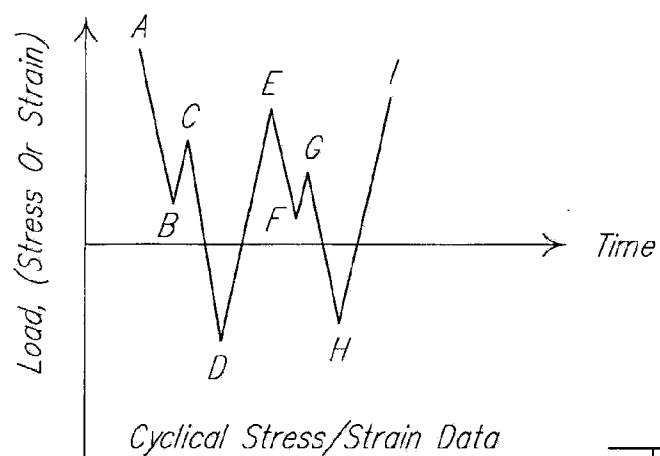 Load, (Stress Or Strain)
A
I
E
C
G
B
F
Time
D
H
Cyclical Stress/Strain Data